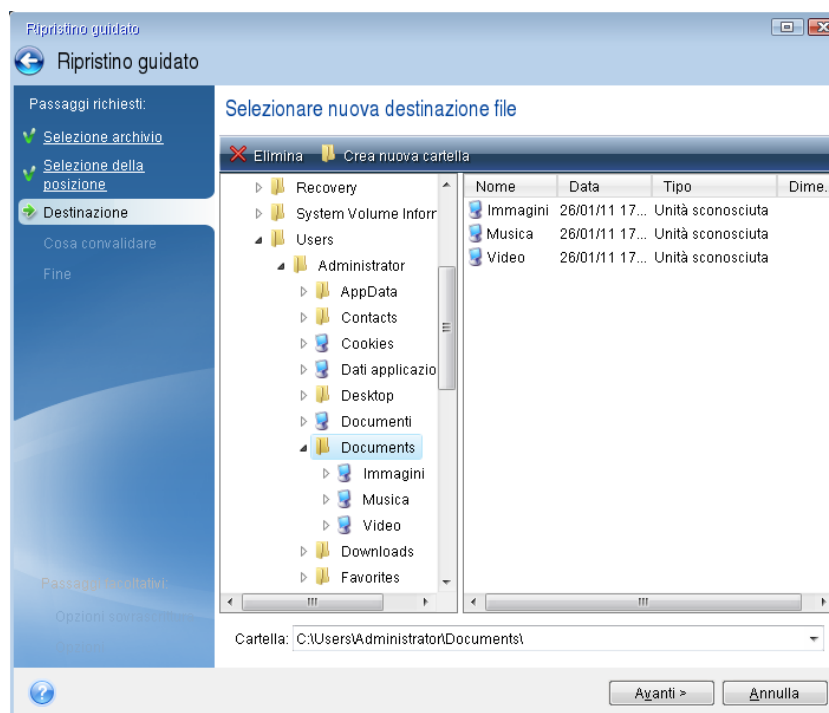 Ripristino guidato
Ripristino guidato
Passaggi richiesti:
Selezione archivio
Selezione della
posizione
Destinazione
Cosa convalidare
Fine
Passaggi facoltativi:
Opzioni
Selezionare nuova destinazione file
Elimina Crea nuova cartella
Recovery
System Volume Inforr
Users
Administrator
AppData
Contacts
Cookies
Dati applicazio
Desktop
Documenti
Documents
Immagini
Musica
Video
Downloads
Favorites
Nome Data Tipo Dime.
Immagini 26/01/11 17... Unità sconosciuta
Musica 26/01/11 17... Unità sconosciuta
Video 26/01/11 17... Unità sconosciuta
Cartella: C:\Users\Administrator\Documents\
Avanti > Annulla